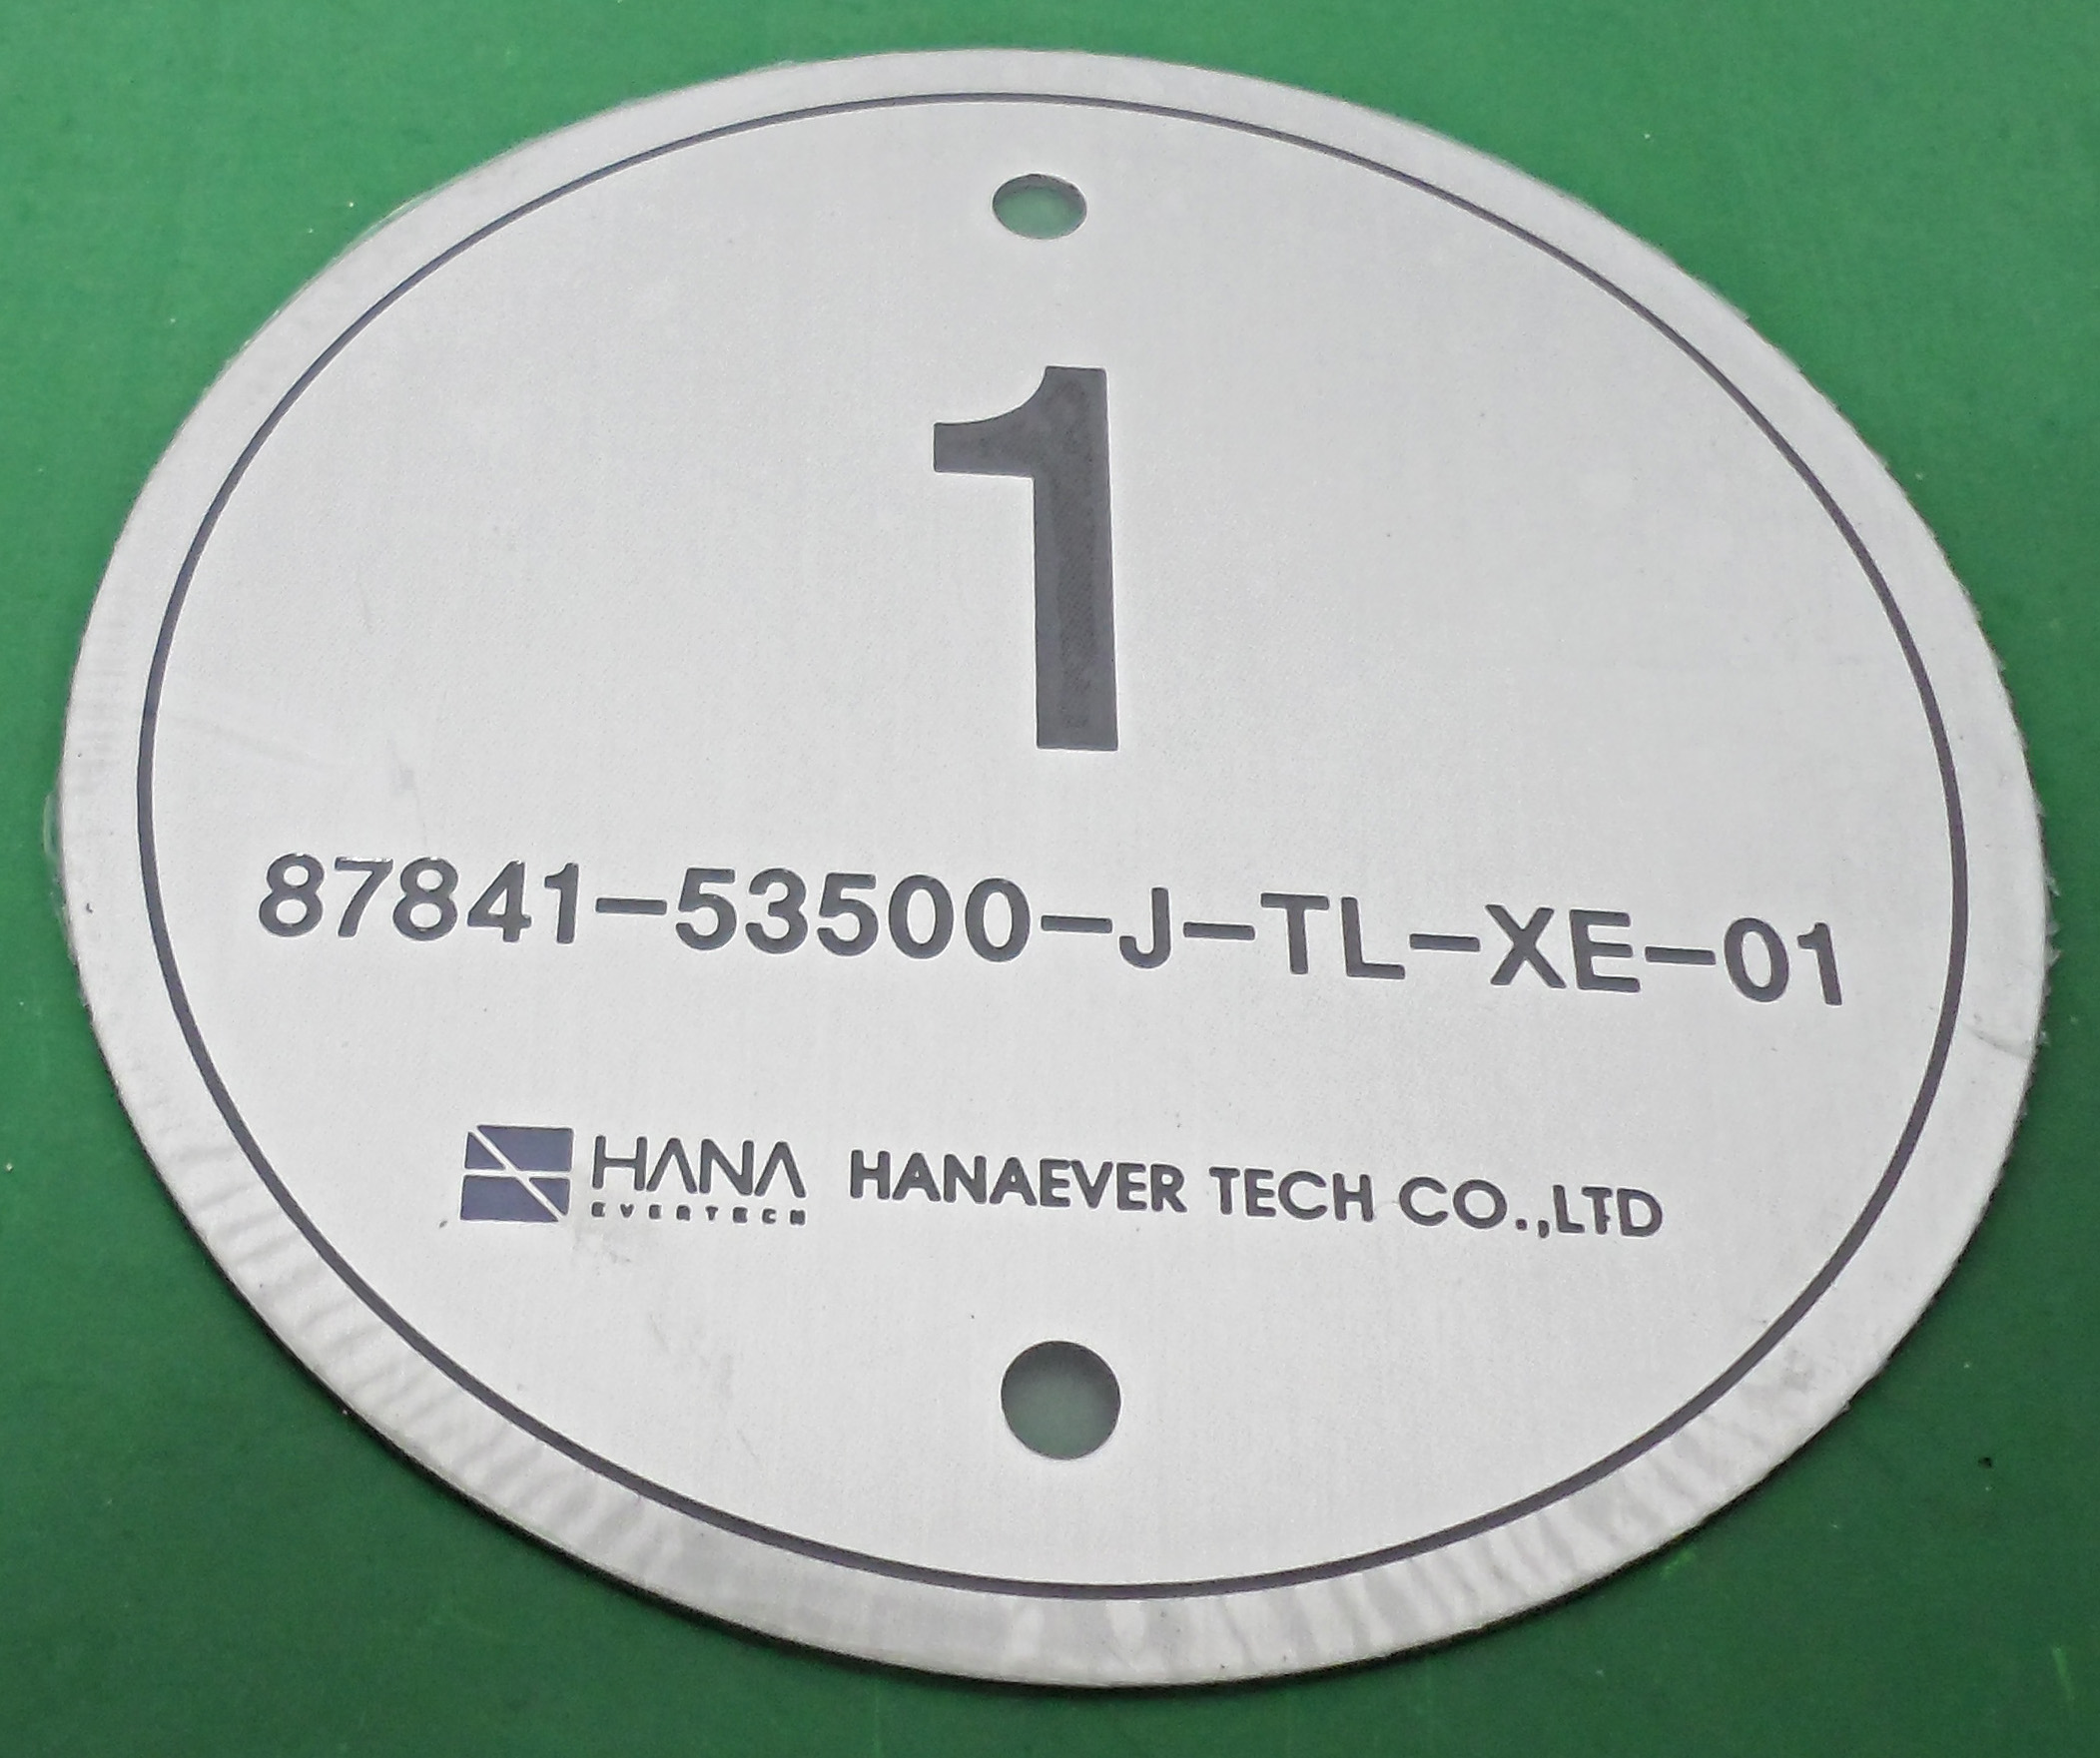 1
87841-53500-J-TL-XE-01
HANA HANAEVER TECH CO.,LTD
EVERTECH